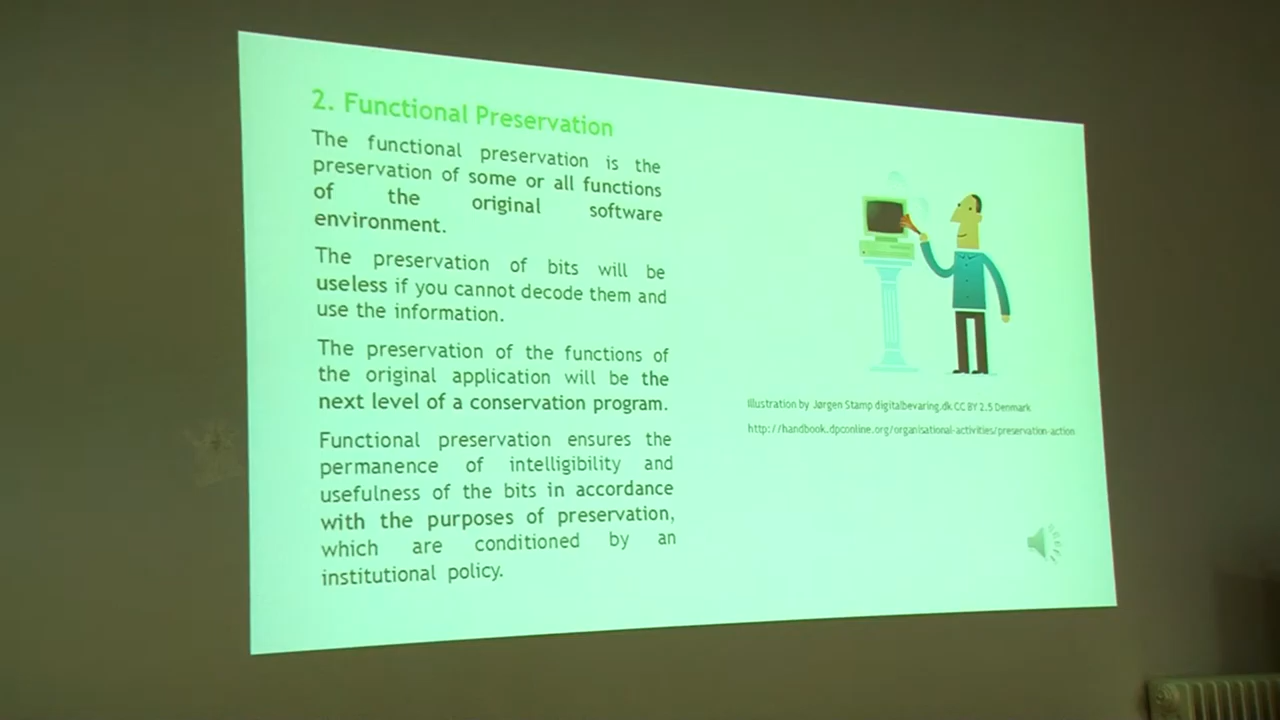 2. Functional Preservation
The functional preservation is the
preservation of some or all functions
of the original software
environment.
The preservation of bits will be
useless if you cannot decode them and
use the information.
The preservation of the functions of
the original application will be the
next level of a conservation program.
Functional preservation ensures the
permanence of intelligibility and
usefulness of the bits in accordance
with the purposes of preservation,
which are conditioned by an
institutional policy.
Illustration by Jørgen Stamp digitalbevaring.dk CC BY 2.5 Denmark
http://handbook.dpconline.org/organisational-activities/preservation-action